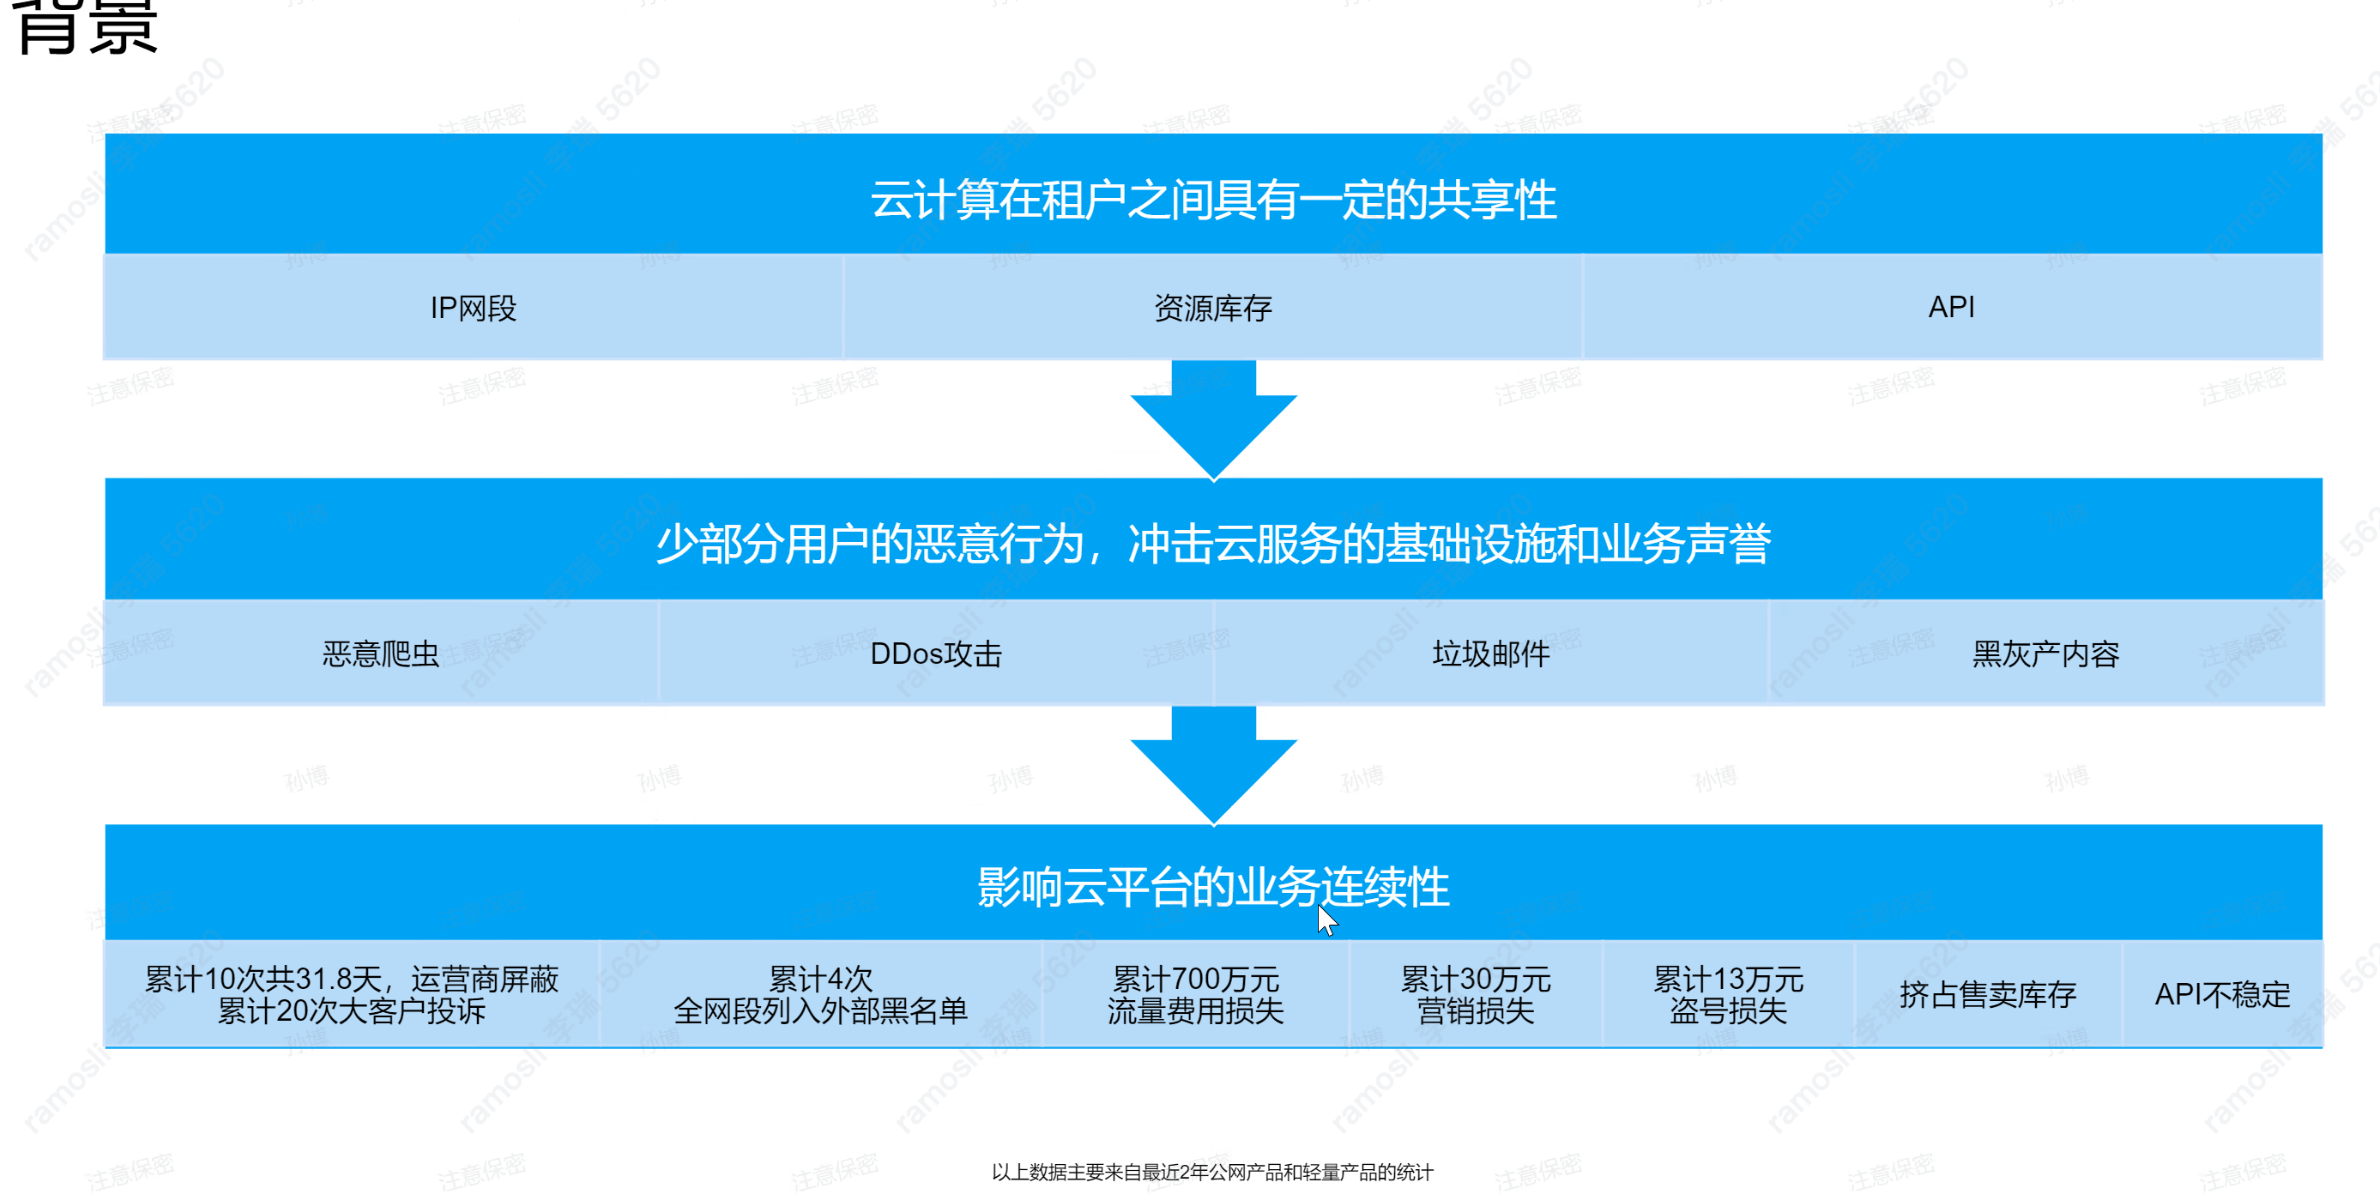 背景
云计算在租户之间具有一定的共享性
IP网段
资源库存
API
少部分用户的恶意行为，冲击云服务的基础设施和业务声誉
恶意爬虫
DDos攻击
垃圾邮件
黑灰产内容
影响云平台的业务连续性
累计10次共31.8天，运营商屏蔽
累计20次大客户投诉
累计4次
全网段列入外部黑名单
累计700万元
流量费用损失
累计30万元
营销损失
累计13万元
盗号损失
挤占售卖库存
API不稳定
以上数据主要来自最近2年公网产品和轻量产品的统计
注意保密
孙博
ramosli 李瑞 5620